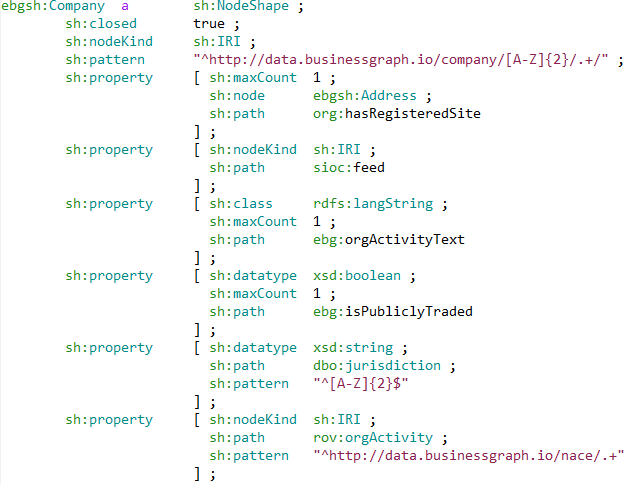 ebgsh:Company a sh:NodeShape ;
sh:closed true ;
sh:nodeKind sh:IRI ;
sh:pattern "^http://data.businessgraph.io/company/[A-Z]{2}/.+/" ;
sh:property [ sh:maxCount 1 ;
sh:node ebgsh:Address ;
sh:path org:hasRegisteredSite
] ;
sh:property [ sh:nodeKind sh:IRI ;
sh:path sioc:feed
] ;
sh:property [ sh:class rdfs:langString ;
sh:maxCount 1 ;
sh:path ebg:orgActivityText
] ;
sh:property [ sh:datatype xsd:boolean ;
sh:maxCount 1 ;
sh:path ebg:isPubliclyTraded
] ;
sh:property [ sh:datatype xsd:string ;
sh:path dbo:jurisdiction ;
sh:pattern "^[A-Z]{2}$"
] ;
sh:property [ sh:nodeKind sh:IRI ;
sh:path rov:orgActivity ;
sh:pattern "^http://data.businessgraph.io/nace/.+"
] ;